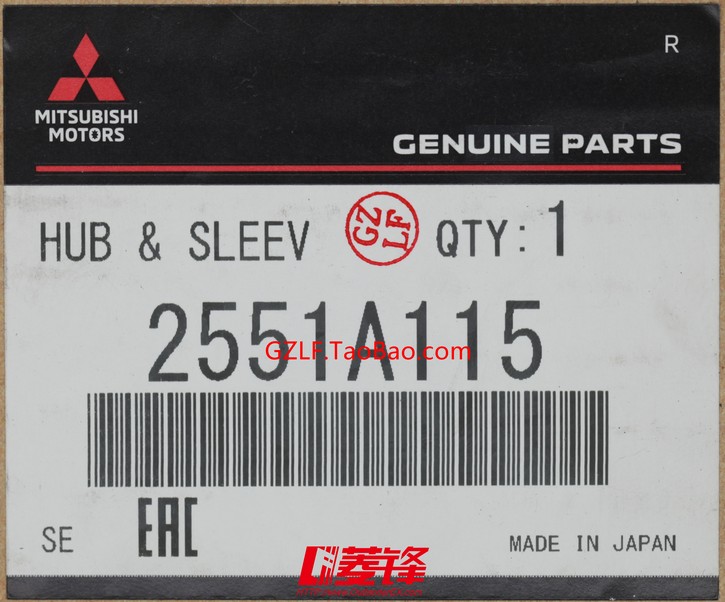 R
MITSUBISHI
MOTORS
GENUINE PARTS
HUB & SLEEV
GZ
LF
QTY: 1
2551A115
GZLF.TaoBao.com
SE
EAC
MADE IN JAPAN
菱锋